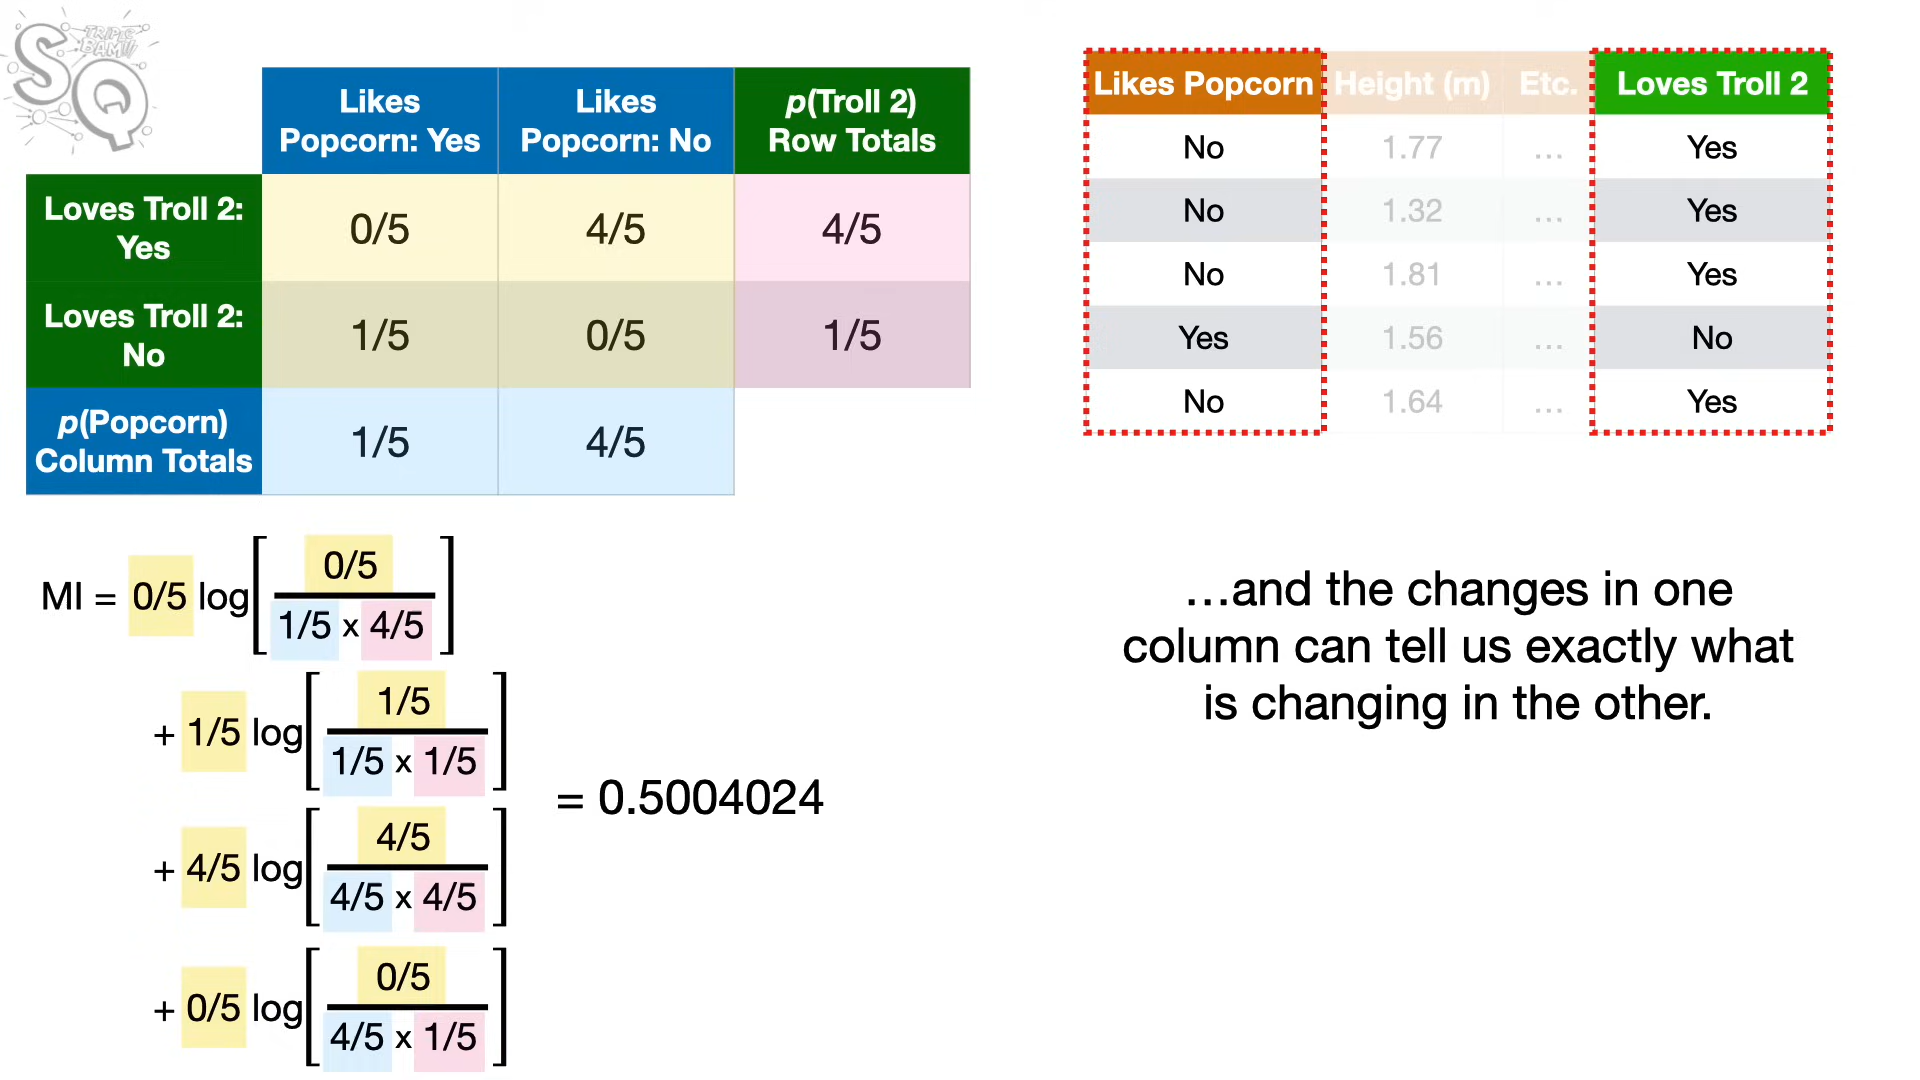 SQ
TRIPLE
BAM!!!
Likes
Popcorn: Yes
Likes
Popcorn: No
p(Troll 2)
Row Totals
Loves Troll 2:
Yes
0/5
4/5
4/5
Loves Troll 2:
No
1/5
0/5
1/5
p(Popcorn)
Column Totals
1/5
4/5
Likes Popcorn Height (m) Etc. Loves Troll 2
No 1.77 ... Yes
No 1.32 ... Yes
No 1.81 ... Yes
Yes 1.56 ... No
No 1.64 ... Yes
MI = 0/5 log[
0/5
1/5 x 4/5
]
+ 1/5 log[
1/5
1/5 x 1/5
]
+ 4/5 log[
4/5
4/5 x 4/5
]
+ 0/5 log[
0/5
4/5 x 1/5
]
= 0.5004024
…and the changes in one
column can tell us exactly what
is changing in the other.